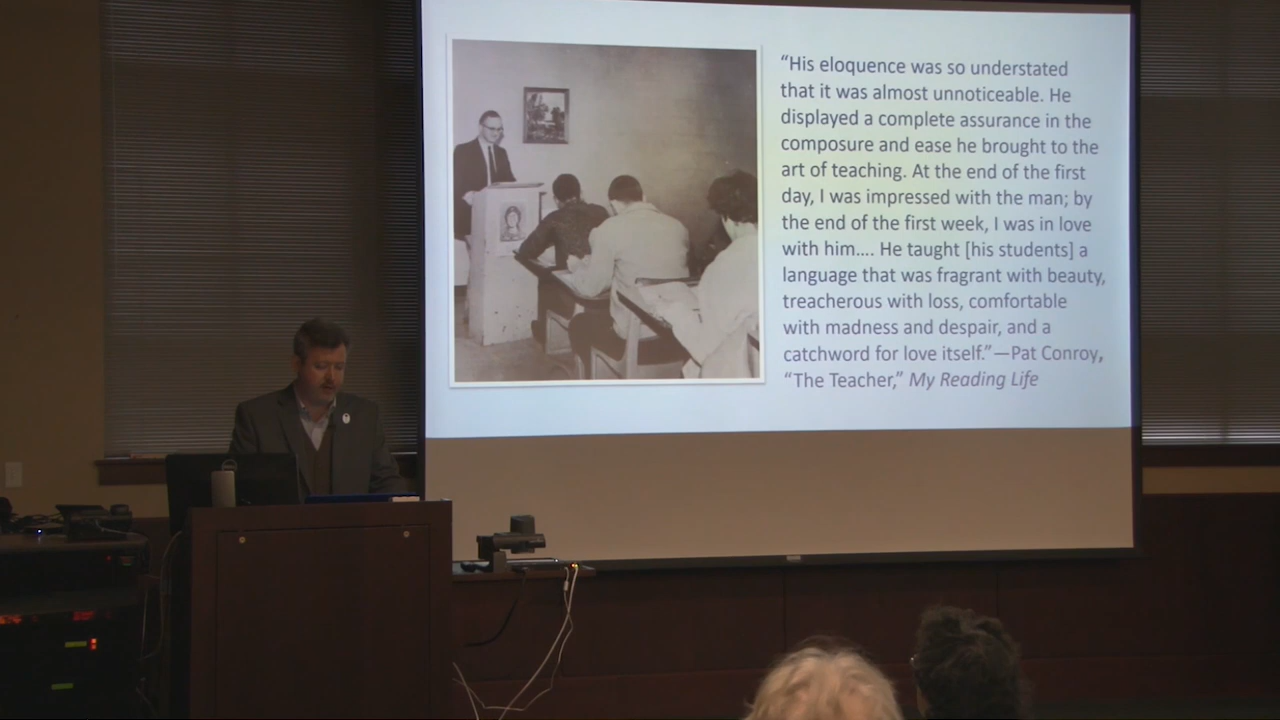 “His eloquence was so understated
that it was almost unnoticeable. He
displayed a complete assurance in the
composure and ease he brought to the
art of teaching. At the end of the first
day, I was impressed with the man; by
the end of the first week, I was in love
with him.... He taught [his students] a
language that was fragrant with beauty,
treacherous with loss, comfortable
with madness and despair, and a
catchword for love itself.”—Pat Conroy,
“The Teacher,” My Reading Life